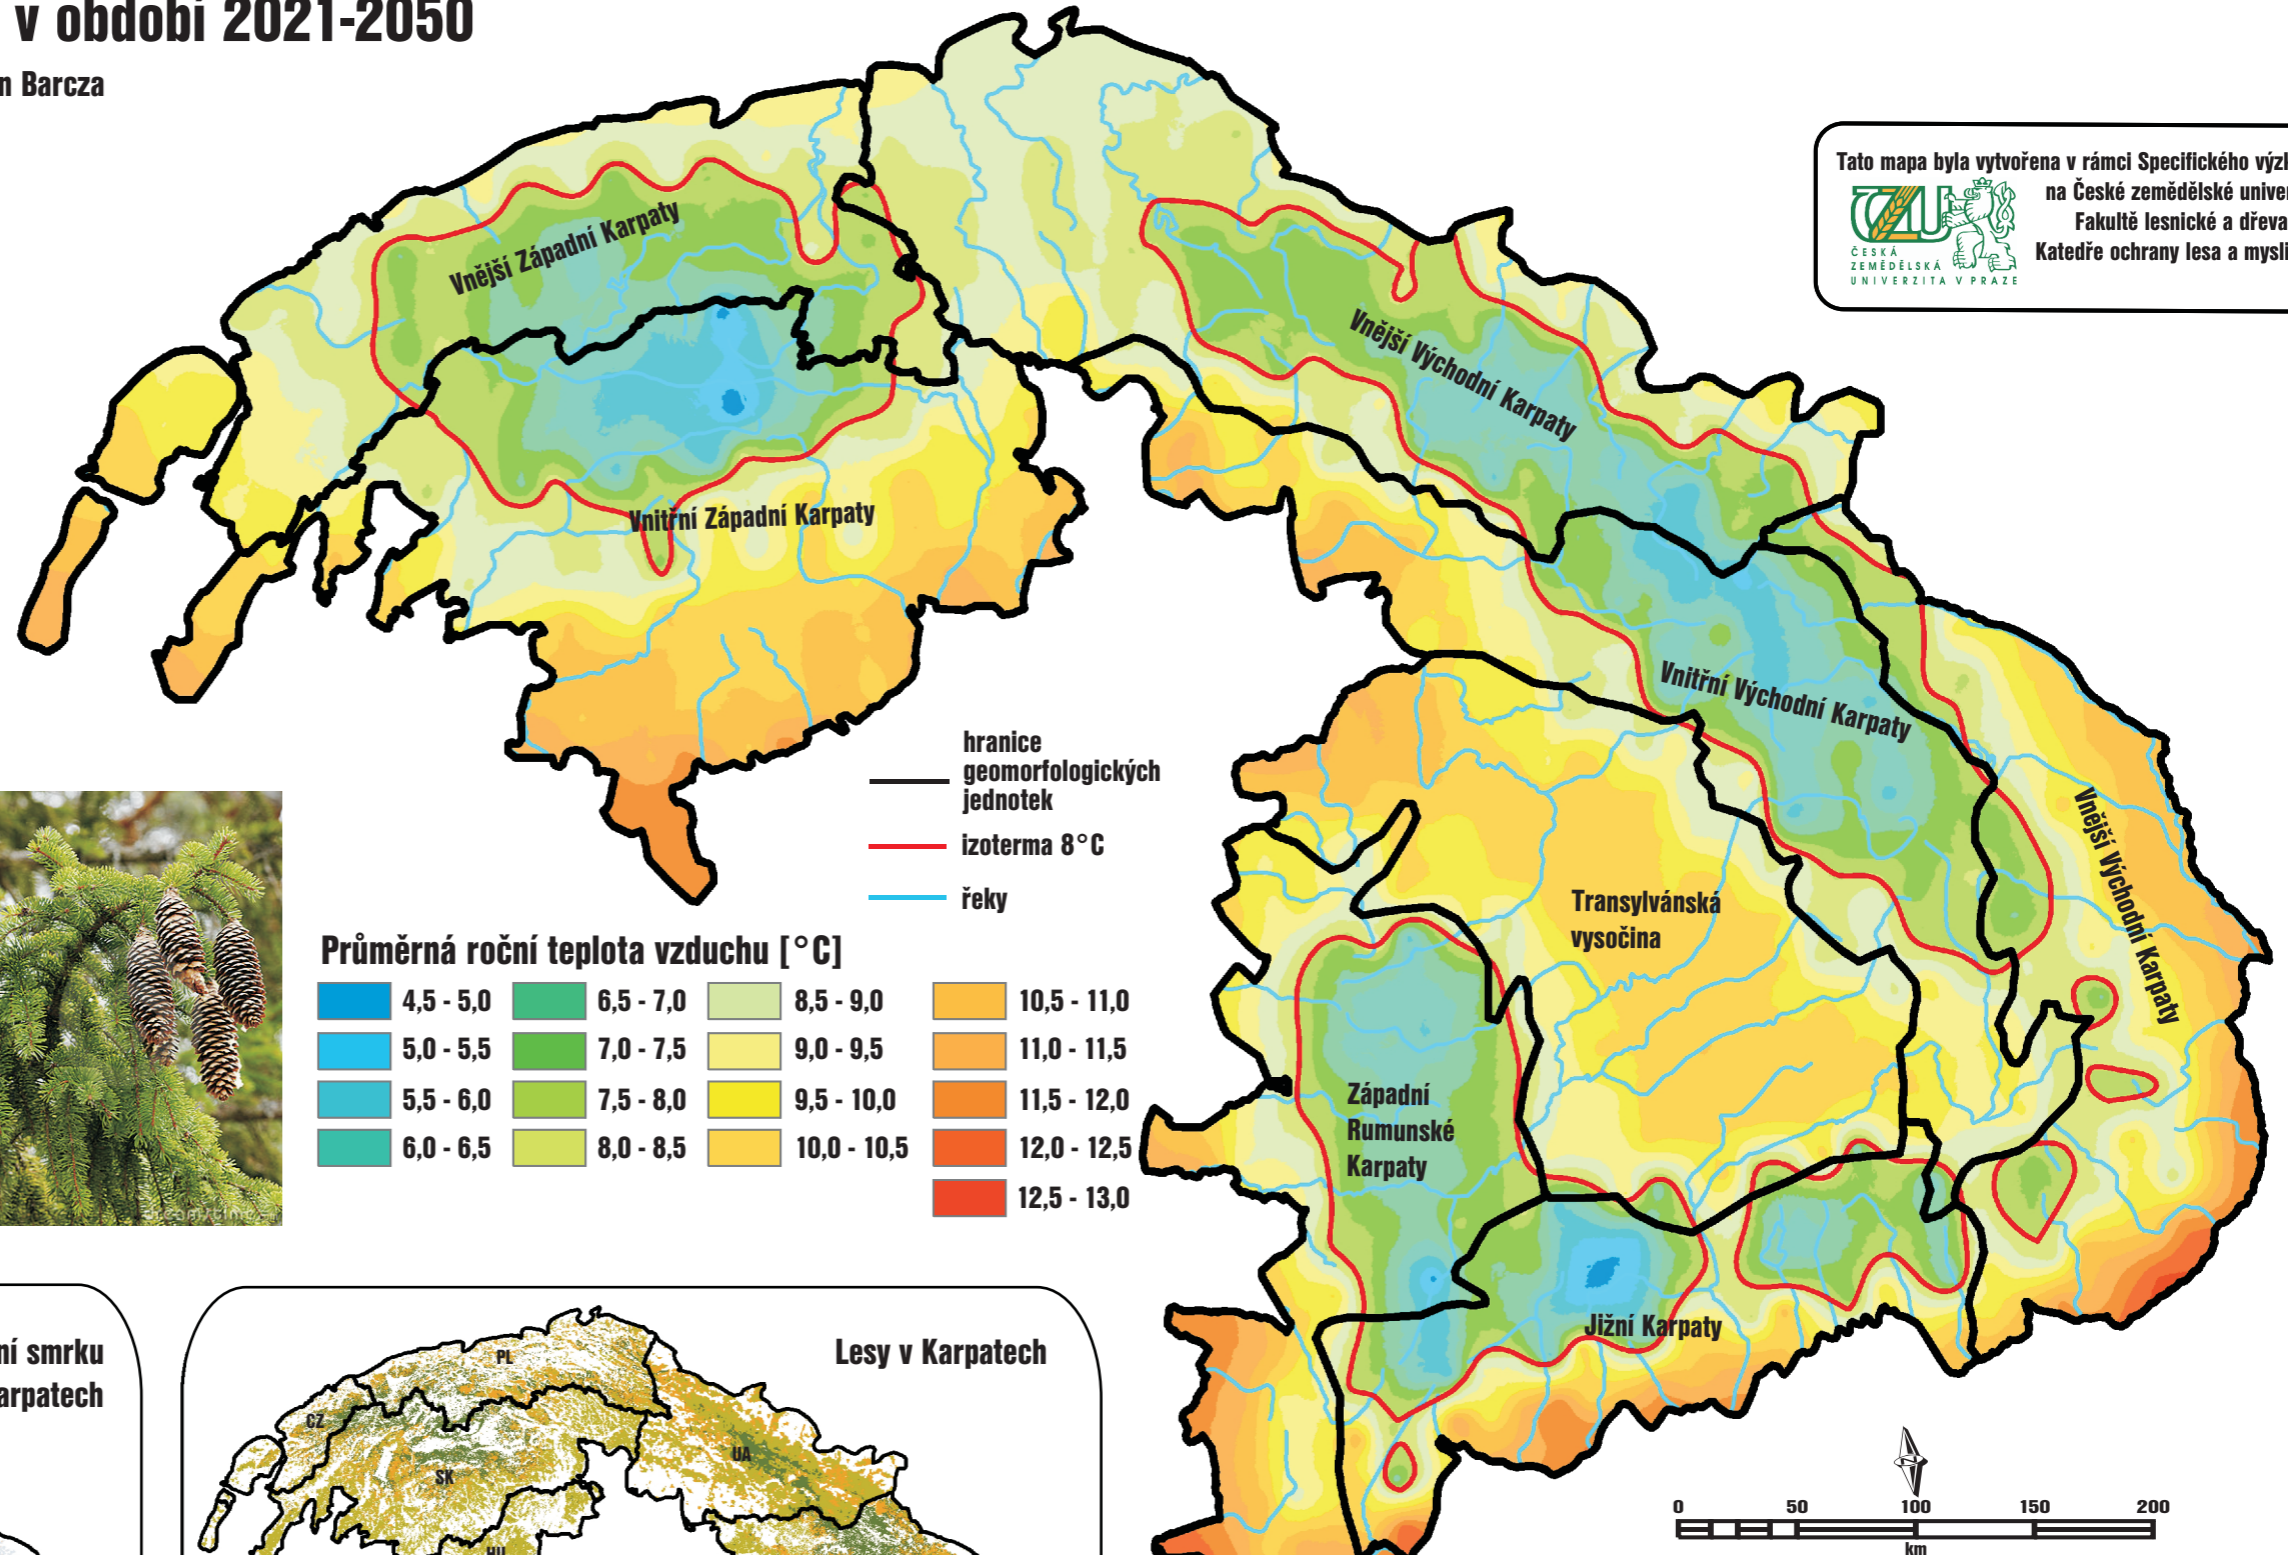 v období 2021-2050
n Barcza
Tato mapa byla vytvořena v rámci Specifického výz
na České zemědělské univer
Fakultě lesnické a dřeva
Katedře ochrany lesa a mysli
ČZU
ČESKÁ
ZEMĚDĚLSKÁ
UNIVERZITA V PRAZE
Vnější Západní Karpaty
Vnitřní Západní Karpaty
Vnější Východní Karpaty
Vnitřní Východní Karpaty
Vnější Východní Karpaty
Transylvánská
vysočina
Západní
Rumunské
Karpaty
Jižní Karpaty
hranice
geomorfologických
jednotek
izoterma 8°C
řeky
Průměrná roční teplota vzduchu [°C]
4,5 - 5,0
5,0 - 5,5
5,5 - 6,0
6,0 - 6,5
6,5 - 7,0
7,0 - 7,5
7,5 - 8,0
8,0 - 8,5
8,5 - 9,0
9,0 - 9,5
9,5 - 10,0
10,0 - 10,5
10,5 - 11,0
11,0 - 11,5
11,5 - 12,0
12,0 - 12,5
12,5 - 13,0
ní smrku
arpatech
Lesy v Karpatech
PL
CZ
SK
UA
HU
N
0 50 100 150 200
km